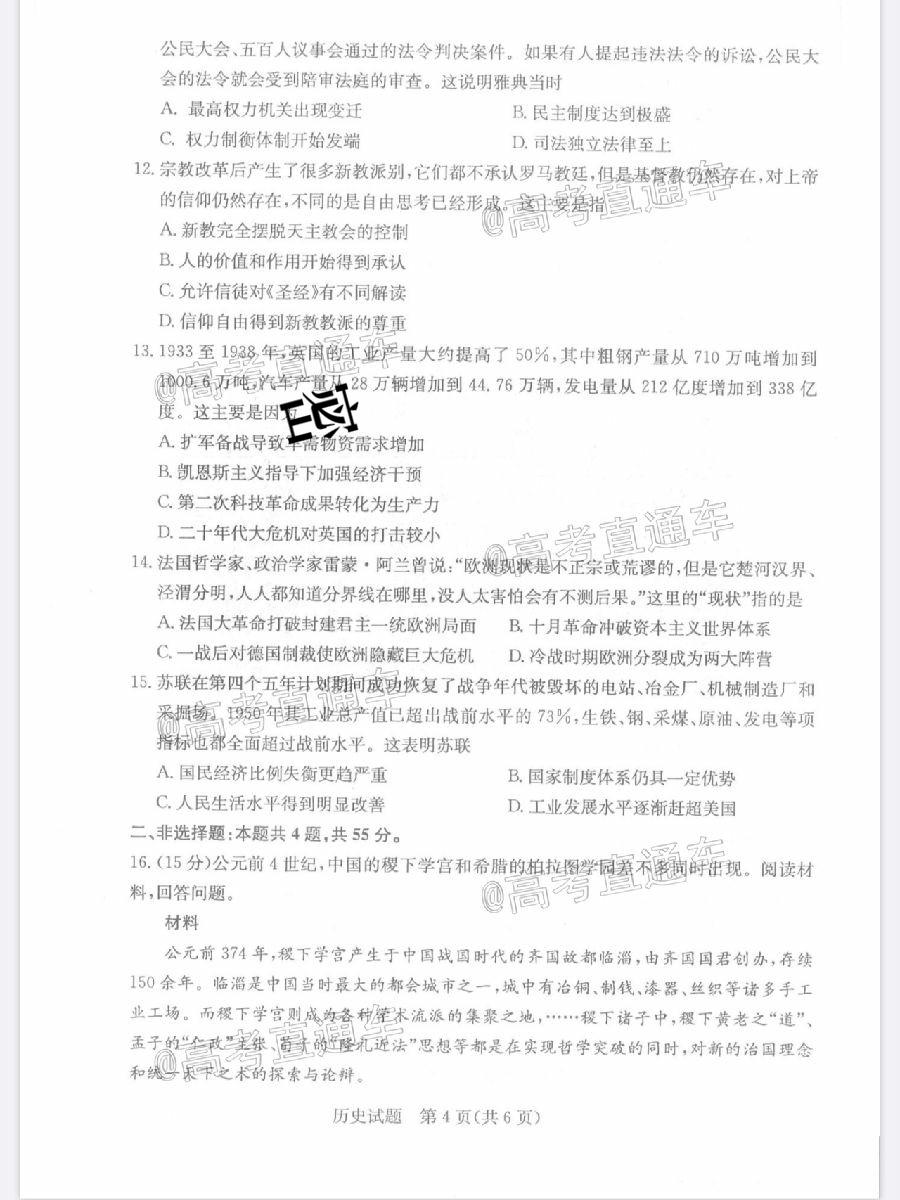 公民大会、五百人议事会通过的法令判决案件。如果有人提起违法法令的诉讼,公民大
会的法令就会受到陪审法庭的审查。这说明雅典当时
A. 最高权力机关出现变迁 B. 民主制度达到极盛
C. 权力制衡体制开始发端 D. 司法独立法律至上
12. 宗教改革后产生了很多新教派别,它们都不承认罗马教廷,但是基督教仍然存在,对上帝
的信仰仍然存在,不同的是自由思考已经形成。这主要是指
@高考直通车
A. 新教完全摆脱天主教会的控制
B. 人的价值和作用开始得到承认
C. 允许信徒对《圣经》有不同解读
D. 信仰自由得到新教教派的尊重
13. 1933 至 1938 年,英国的工业产量大约提高了 50%,其中粗钢产量从 710 万吨增加到
@高考直通车
1000.6 万吨,汽车产量从 28 万辆增加到 44.76 万辆,发电量从 212 亿度增加到 338 亿
度。这主要是因为
密
A. 扩军备战导致军需物资需求增加
B. 凯恩斯主义指导下加强经济干预
C. 第二次科技革命成果转化为生产力
D. 二十年代大危机对英国的打击较小
@高考直通车
14. 法国哲学家、政治学家雷蒙·阿兰曾说:“欧洲现状是不正宗或荒谬的,但是它楚河汉界、
泾渭分明,人人都知道分界线在哪里,没人太害怕会有不测后果。”这里的“现状”指的是
A. 法国大革命打破封建君主一统欧洲局面 B. 十月革命冲破资本主义世界体系
C. 一战后对德国制裁使欧洲隐藏巨大危机 D. 冷战时期欧洲分裂成为两大阵营
15. 苏联在第四个五年计划期间成功恢复了战争年代被毁坏的电站、冶金厂、机械制造厂和
@高考直通车
采掘场。1950 年其工业总产值已超出战前水平的 73%,生铁、钢、采煤、原油、发电等项
指标也都全面超过战前水平。这表明苏联
A. 国民经济比例失衡更趋严重 B. 国家制度体系仍具一定优势
C. 人民生活水平得到明显改善 D. 工业发展水平逐渐赶超美国
二、非选择题:本题共 4 题,共 55 分。
16. (15 分)公元前 4 世纪,中国的稷下学宫和希腊的柏拉图学园差不多同时出现。阅读材
料,回答问题。
@高考直通车
材料
公元前 374 年,稷下学宫产生于中国战国时代的齐国故都临淄,由齐国国君创办,存续
150 余年。临淄是中国当时最大的都会城市之一,城中有冶铜、制钱、漆器、丝织等诸多手工
业工场。而稷下学宫则成为各种学术流派的集聚之地,……稷下诸子中,稷下黄老之“道”、
@高考直通车
孟子的“仁政”主张、荀子的“隆礼近法”思想等都是在实现哲学突破的同时,对新的治国理念
和统一天下之术的探索与论辩。
历史试题 第 4 页(共 6 页)